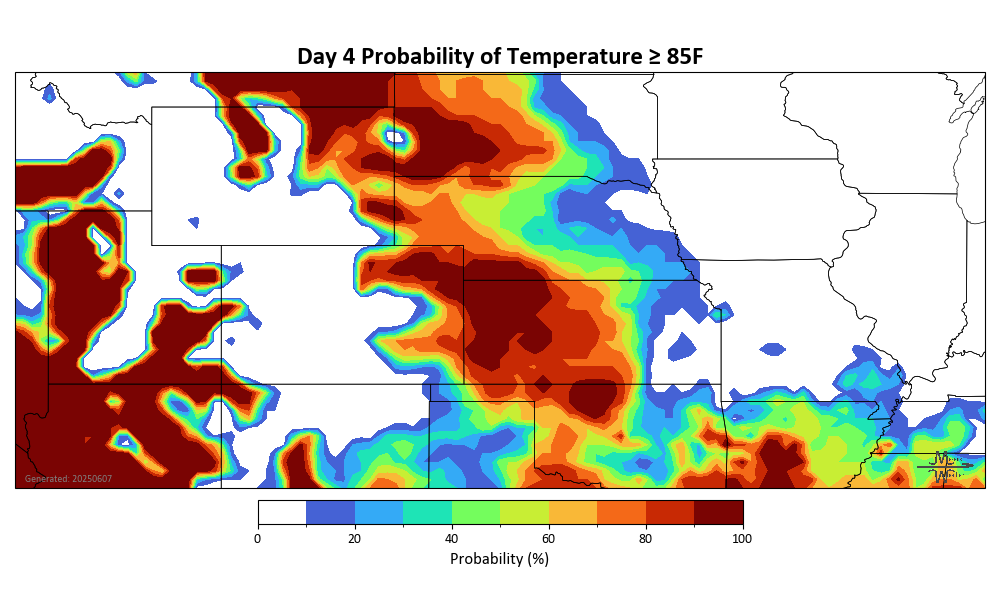 Day 4 Probability of Temperature ≥ 85F
Generated: 20250607
0 20 40 60 80 100
Probability (%)